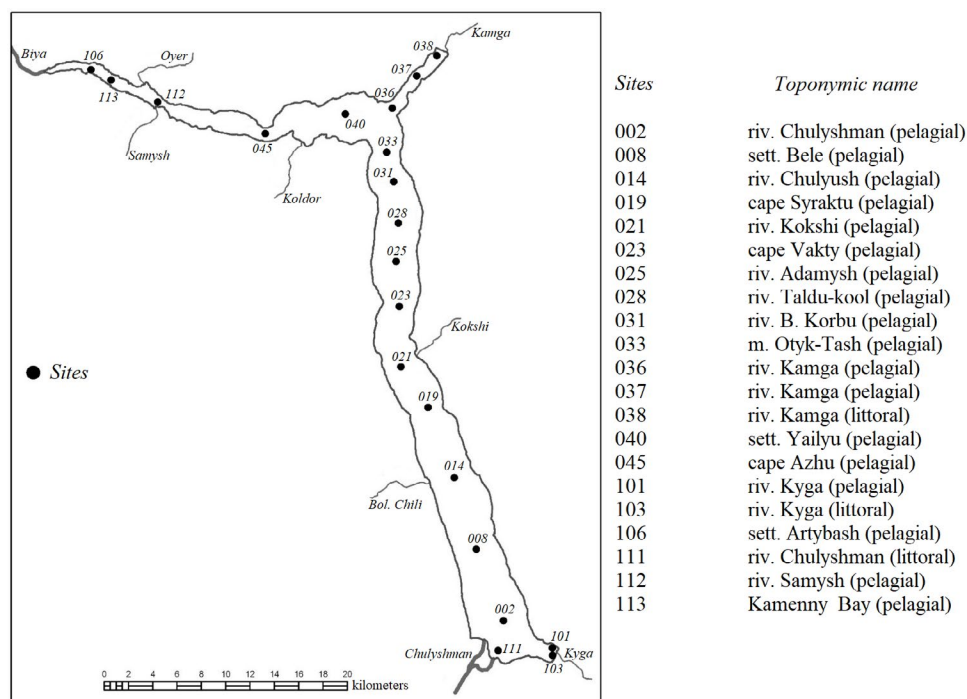 Kamga
038
Biya
106
Oyer
037
113
112
036
040
Samysh
045
033
Koldor
031
028
025
023
Kokshi
021
Sites
019
014
Bol. Chili
008
002
101
Chulyshman
111
Kyga
103
0 2 4 6 8 10 12 14 16 18 20
kilometers
Sites Toponymic name
002 riv. Chulyshman (pelagial)
008 sett. Bele (pelagial)
014 riv. Chulyush (pelagial)
019 cape Syraktu (pelagial)
021 riv. Kokshi (pelagial)
023 cape Vakty (pelagial)
025 riv. Adamysh (pelagial)
028 riv. Taldu-kool (pelagial)
031 riv. B. Korbu (pelagial)
033 m. Otyk-Tash (pelagial)
036 riv. Kamga (pelagial)
037 riv. Kamga (pelagial)
038 riv. Kamga (littoral)
040 sett. Yailyu (pelagial)
045 cape Azhu (pelagial)
101 riv. Kyga (pelagial)
103 riv. Kyga (littoral)
106 sett. Artybash (pelagial)
111 riv. Chulyshman (littoral)
112 riv. Samysh (pelagial)
113 Kamenny Bay (pelagial)